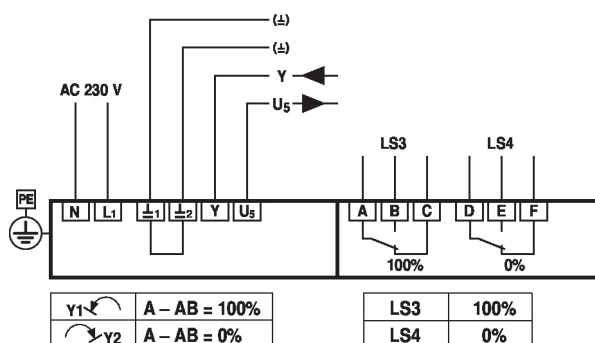 (⏊)
(⏊)
Y
AC 230 V
U5
LS3 LS4
PE
N L1 ⏊1 ⏊2 Y U5 A B C D E F
100% 0%
Y1 A – AB = 100% LS3 100%
Y2 A – AB = 0% LS4 0%